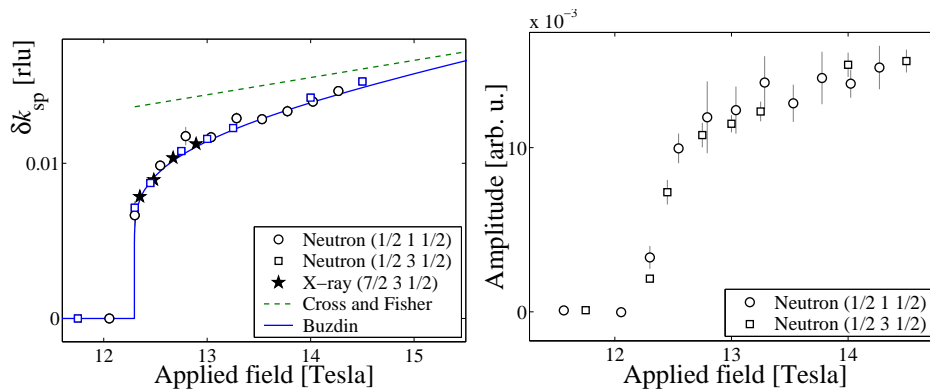 δk_sp [rlu]
0.01
0
12
13
14
15
Applied field [Tesla]
Neutron (1/2 1 1/2)
Neutron (1/2 3 1/2)
X−ray (7/2 3 1/2)
Cross and Fisher
Buzdin
x 10⁻³
Amplitude [arb. u.]
10
0
12
13
14
Applied field [Tesla]
Neutron (1/2 1 1/2)
Neutron (1/2 3 1/2)